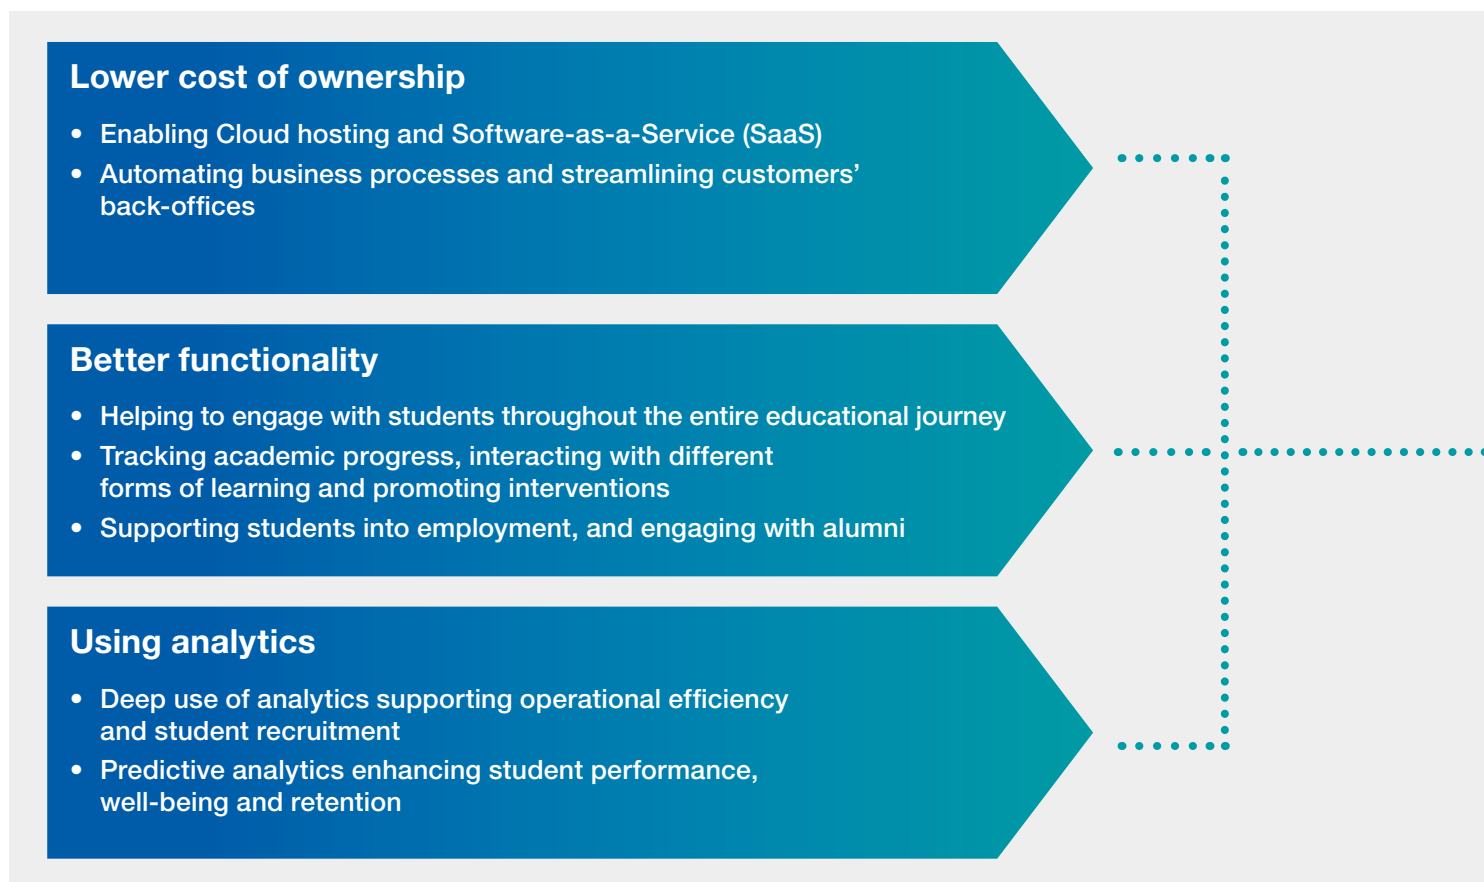 Lower cost of ownership
• Enabling Cloud hosting and Software-as-a-Service (SaaS)
• Automating business processes and streamlining customers’
back-offices
Better functionality
• Helping to engage with students throughout the entire educational journey
• Tracking academic progress, interacting with different
forms of learning and promoting interventions
• Supporting students into employment, and engaging with alumni
Using analytics
• Deep use of analytics supporting operational efficiency
and student recruitment
• Predictive analytics enhancing student performance,
well-being and retention